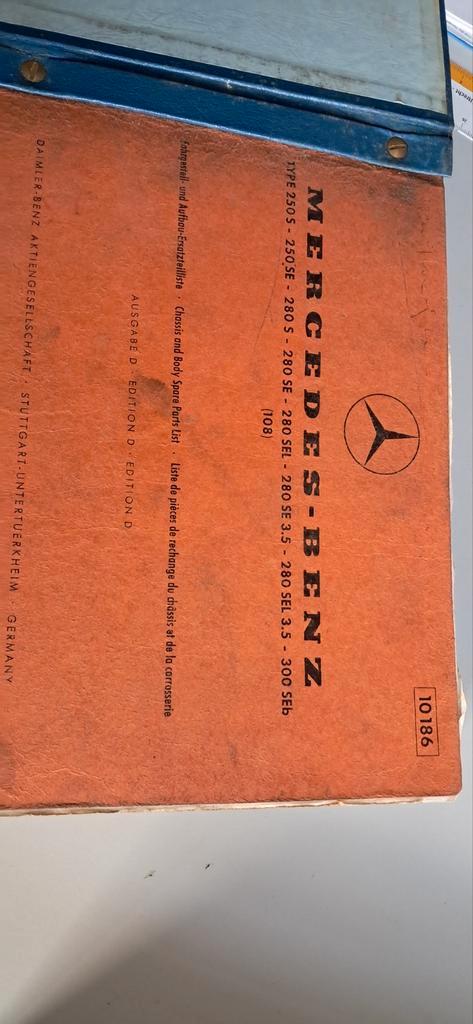 10186
MERCEDES-BENZ
TYPE 250 S - 250 SE - 280 S - 280 SE - 280 SEL - 280 SE 3.5 - 280 SEL 3.5 - 300 SEb
(108)
Fahrgestell- und Aufbau-Ersatzteilliste · Chassis and Body Spare Parts List · Liste de pièces de rechange du châssis et de la carrosserie
AUSGABE D · EDITION D · EDITION D
DAIMLER-BENZ AKTIENGESELLSCHAFT · STUTTGART-UNTERTUERKHEIM GERMANY